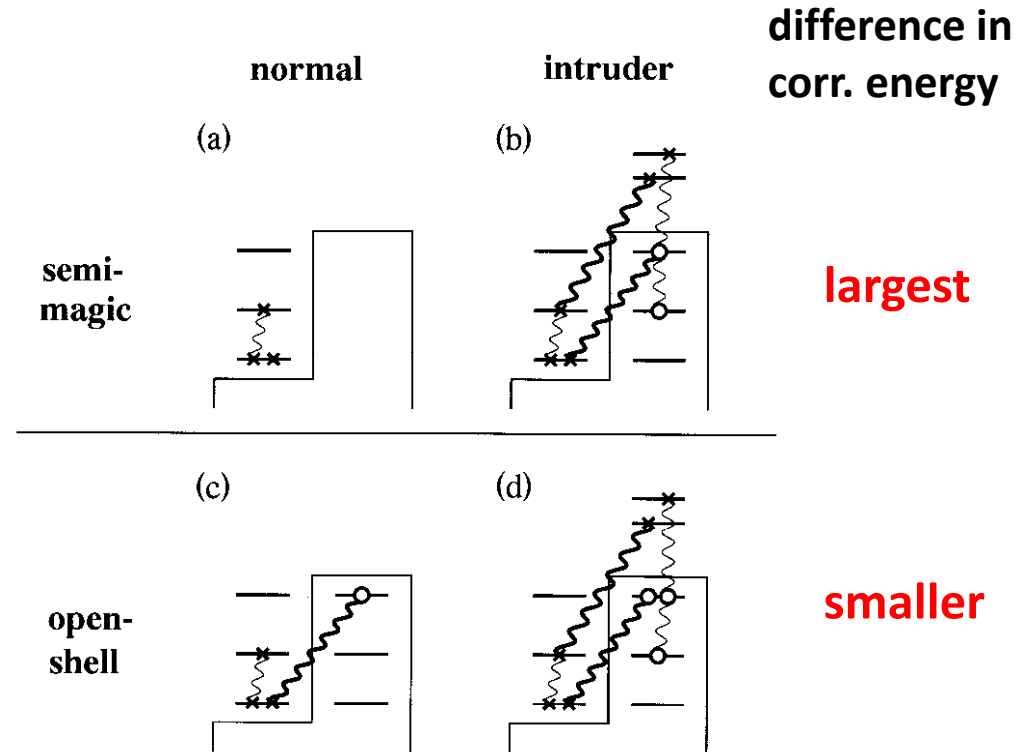 difference in
corr. energy
normal
intruder
(a)
(b)
semi-
magic
largest
(c)
(d)
open-
shell
smaller